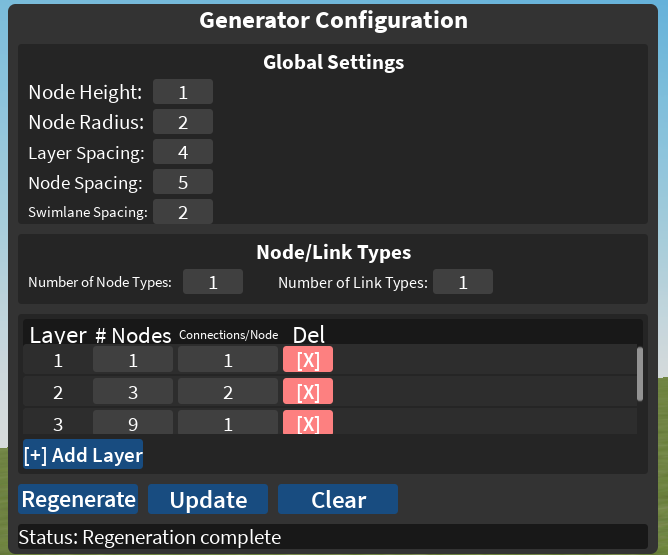 Generator Configuration
Global Settings
Node Height: 1
Node Radius: 2
Layer Spacing: 4
Node Spacing: 5
Swimlane Spacing: 2
Node/Link Types
Number of Node Types: 1 Number of Link Types: 1
Layer # Nodes Connections/Node Del
1 1 1 [X]
2 3 2 [X]
3 9 1 [X]
[+] Add Layer
Regenerate Update Clear
Status: Regeneration complete